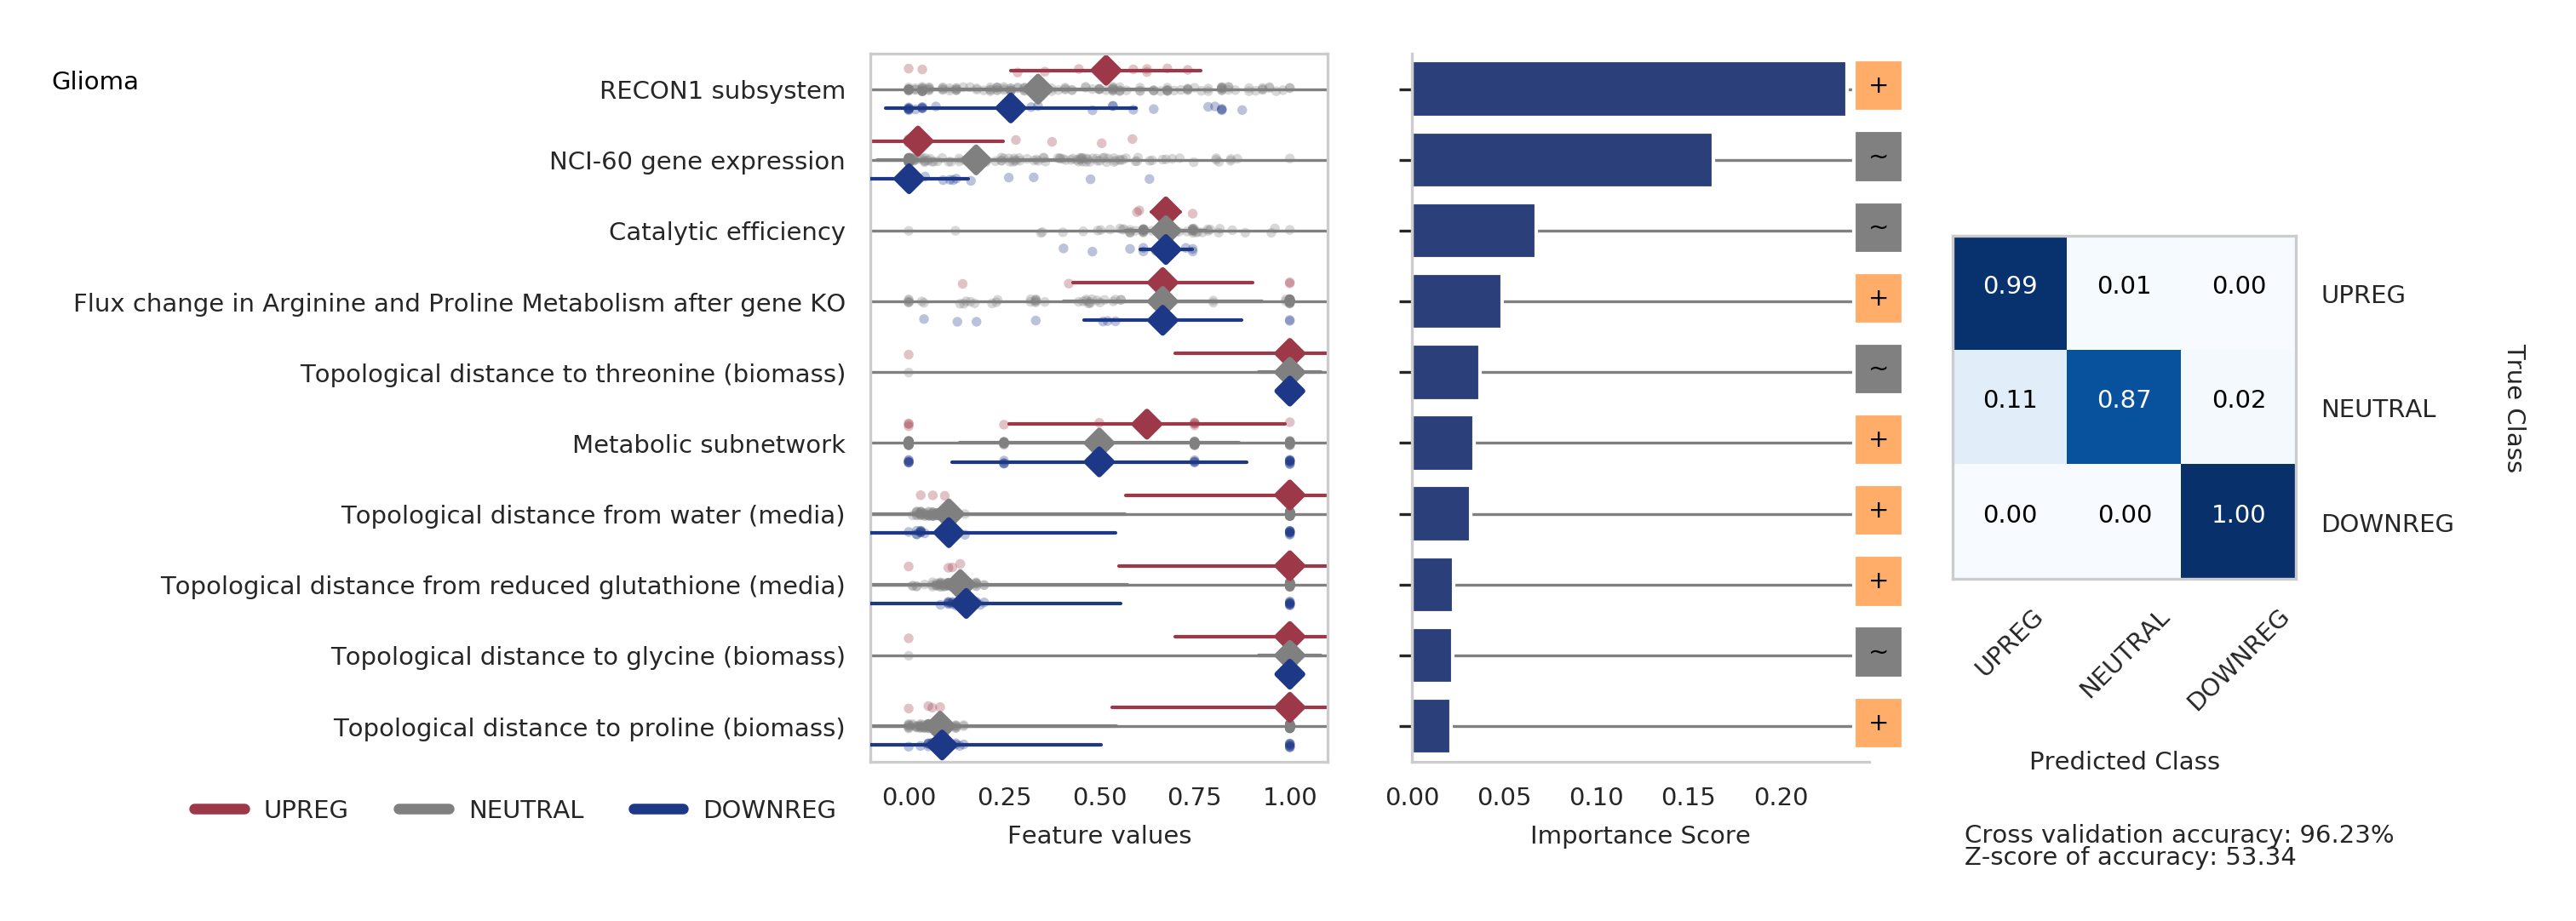 Glioma
RECON1 subsystem
NCI-60 gene expression
Catalytic efficiency
Flux change in Arginine and Proline Metabolism after gene KO
Topological distance to threonine (biomass)
Metabolic subnetwork
Topological distance from water (media)
Topological distance from reduced glutathione (media)
Topological distance to glycine (biomass)
Topological distance to proline (biomass)
UPREG NEUTRAL DOWNREG
0.00 0.25 0.50 0.75 1.00
Feature values
+
~
~
+
~
+
+
+
~
+
0.00 0.05 0.10 0.15 0.20
Importance Score
0.99 0.01 0.00 UPREG
0.11 0.87 0.02 NEUTRAL
0.00 0.00 1.00 DOWNREG
True Class
UPREG NEUTRAL DOWNREG
Predicted Class
Cross validation accuracy: 96.23%
Z-score of accuracy: 53.34